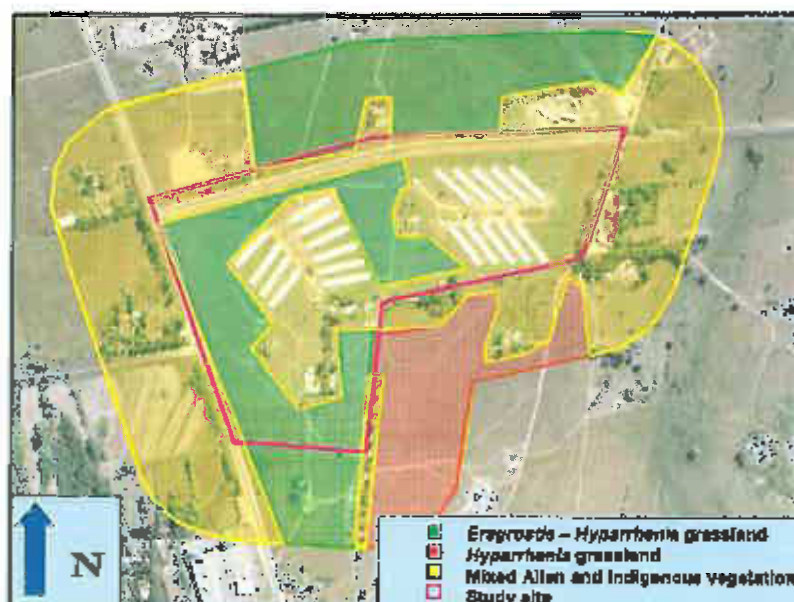 N
Eragrostis – Hyparrhenia grassland
Hyparrhenia grassland
Mixed Alien and Indigenous vegetation
Study site